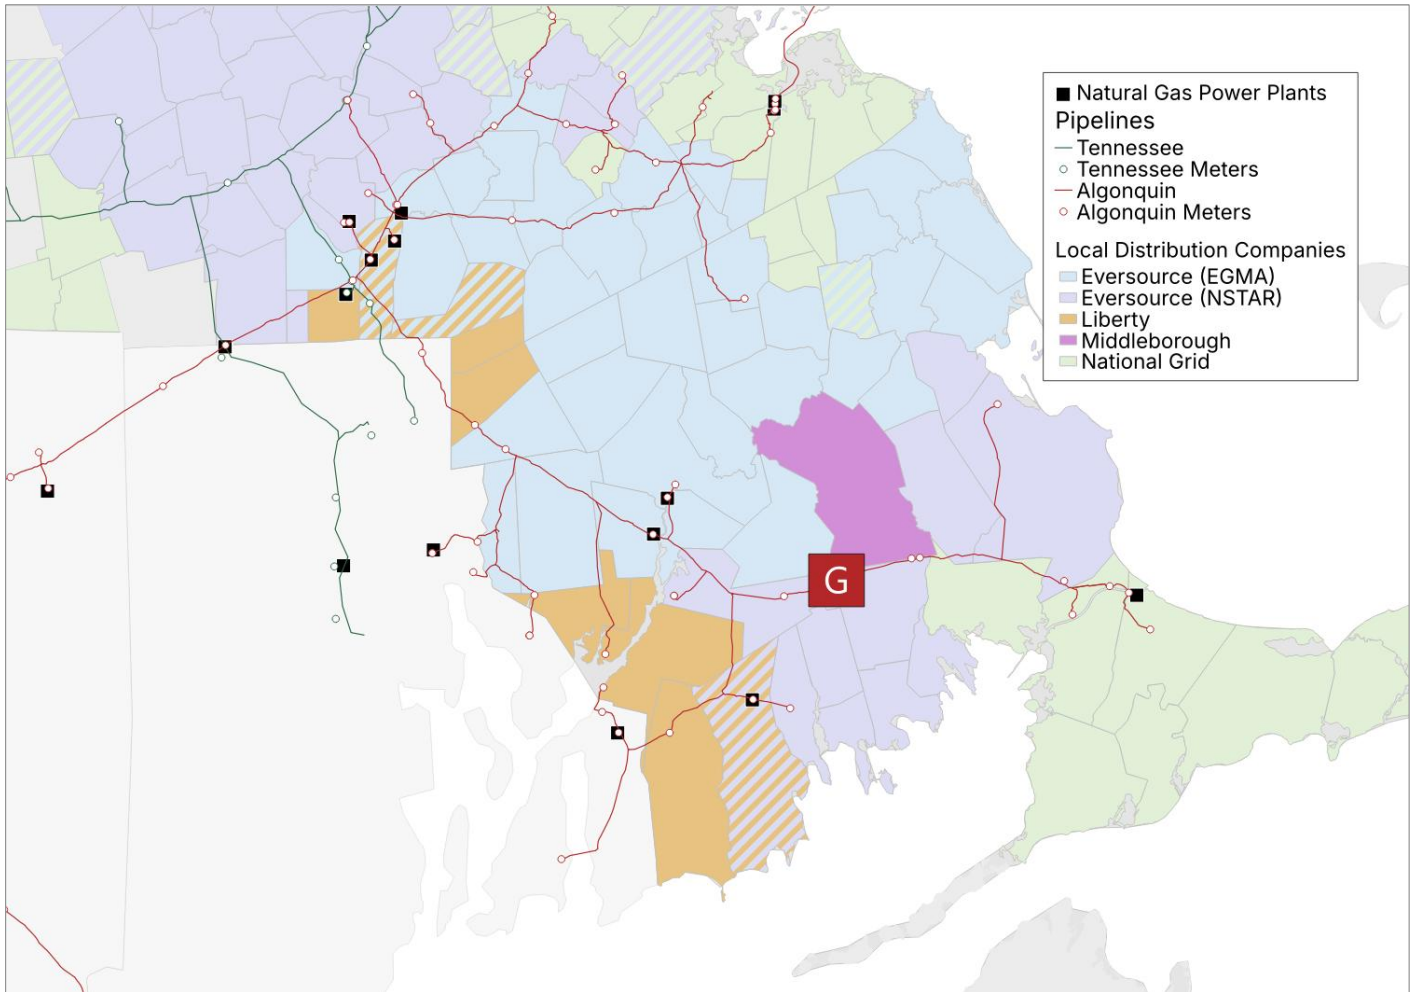 Natural Gas Power Plants
Pipelines
Tennessee
Tennessee Meters
Algonquin
Algonquin Meters
Local Distribution Companies
Eversource (EGMA)
Eversource (NSTAR)
Liberty
Middleborough
National Grid
G